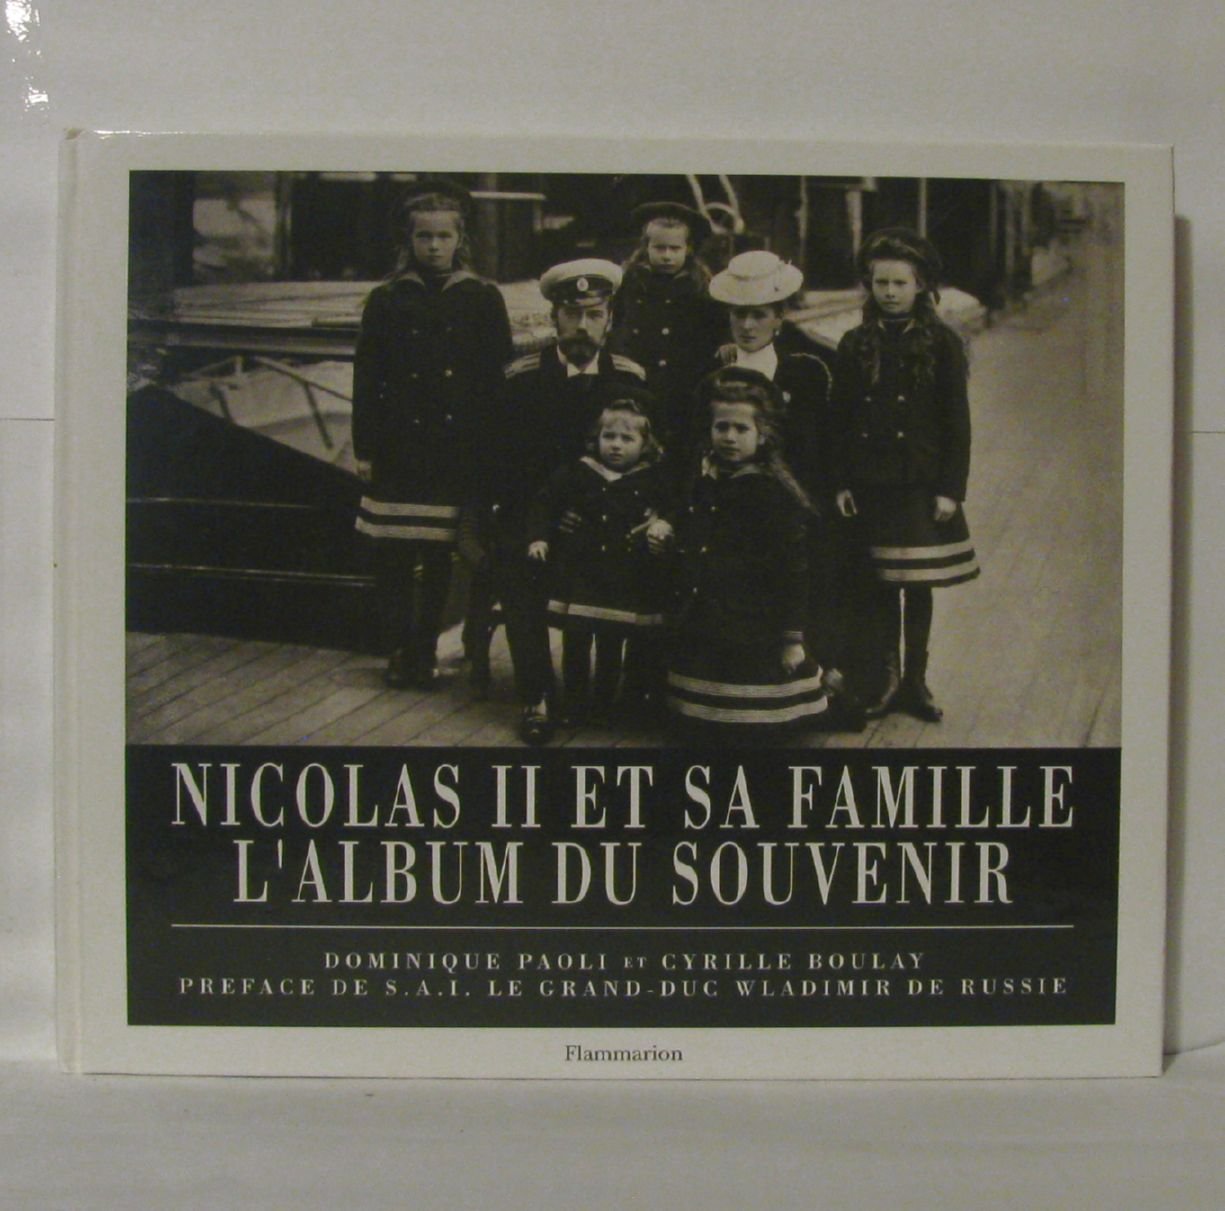 NICOLAS II ET SA FAMILLE
L'ALBUM DU SOUVENIR
DOMINIQUE PAOLI ET CYRILLE BOULAY
PREFACE DE S.A.I. LE GRAND-DUC WLADIMIR DE RUSSIE
Flammarion